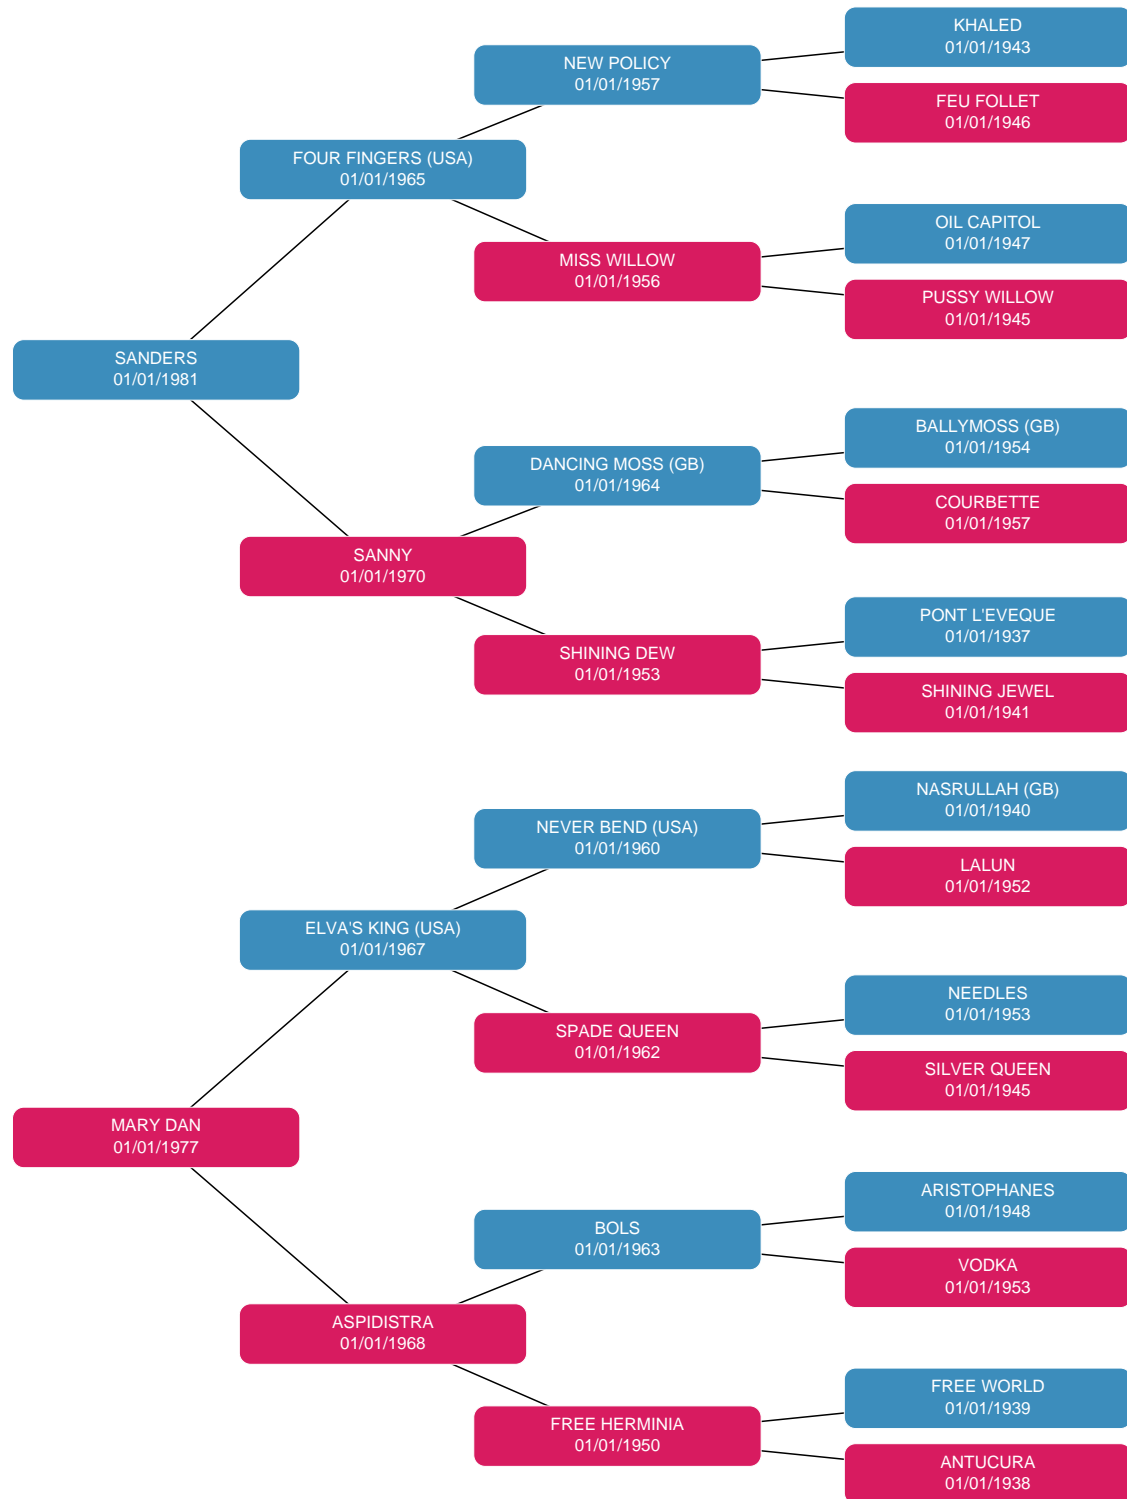 KHALED
01/01/1943
NEW POLICY
01/01/1957
FEU FOLLET
01/01/1946
FOUR FINGERS (USA)
01/01/1965
OIL CAPITOL
01/01/1947
MISS WILLOW
01/01/1956
PUSSY WILLOW
01/01/1945
SANDERS
01/01/1981
BALLYMOSS (GB)
01/01/1954
DANCING MOSS (GB)
01/01/1964
COURBETTE
01/01/1957
SANNY
01/01/1970
PONT L'EVEQUE
01/01/1937
SHINING DEW
01/01/1953
SHINING JEWEL
01/01/1941
NASRULLAH (GB)
01/01/1940
NEVER BEND (USA)
01/01/1960
LALUN
01/01/1952
ELVA'S KING (USA)
01/01/1967
NEEDLES
01/01/1953
SPADE QUEEN
01/01/1962
SILVER QUEEN
01/01/1945
MARY DAN
01/01/1977
ARISTOPHANES
01/01/1948
BOLS
01/01/1963
VODKA
01/01/1953
ASPIDISTRA
01/01/1968
FREE WORLD
01/01/1939
FREE HERMINIA
01/01/1950
ANTUCURA
01/01/1938